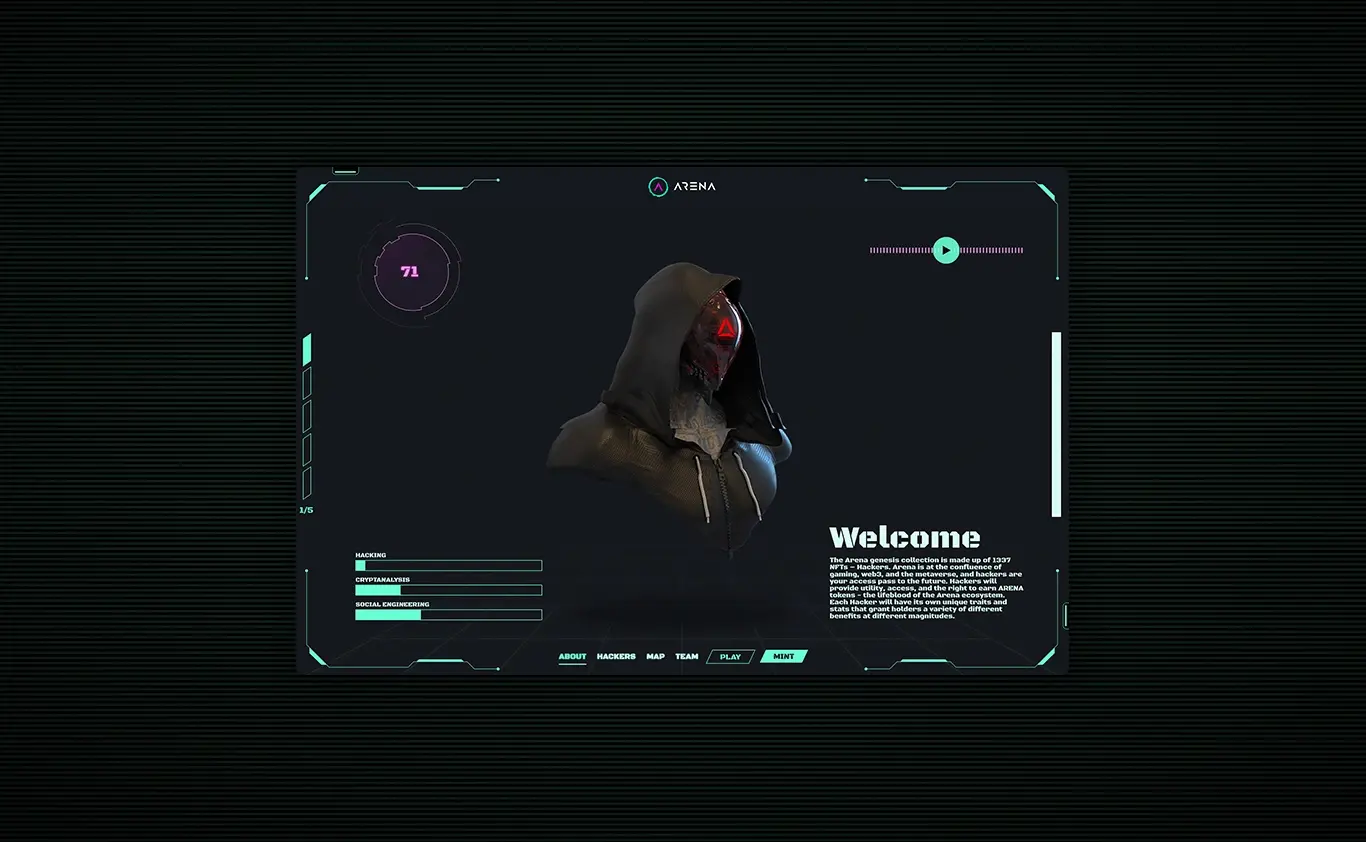 ARENA
71
1/5
HACKING
CRYPTANALYSIS
SOCIAL ENGINEERING
Welcome
The Arena genesis collection is made up of 1337
NFTs – Hackers. Arena is at the confluence of
gaming, web3, and the metaverse, and hackers are
your access pass to the future. Hackers will
provide utility, access, and the right to earn ARENA
tokens – the lifeblood of the Arena ecosystem.
Each Hacker will have its own unique traits and
stats that grant holders a variety of different
benefits at different magnitudes.
ABOUT HACKERS MAP TEAM PLAY MINT